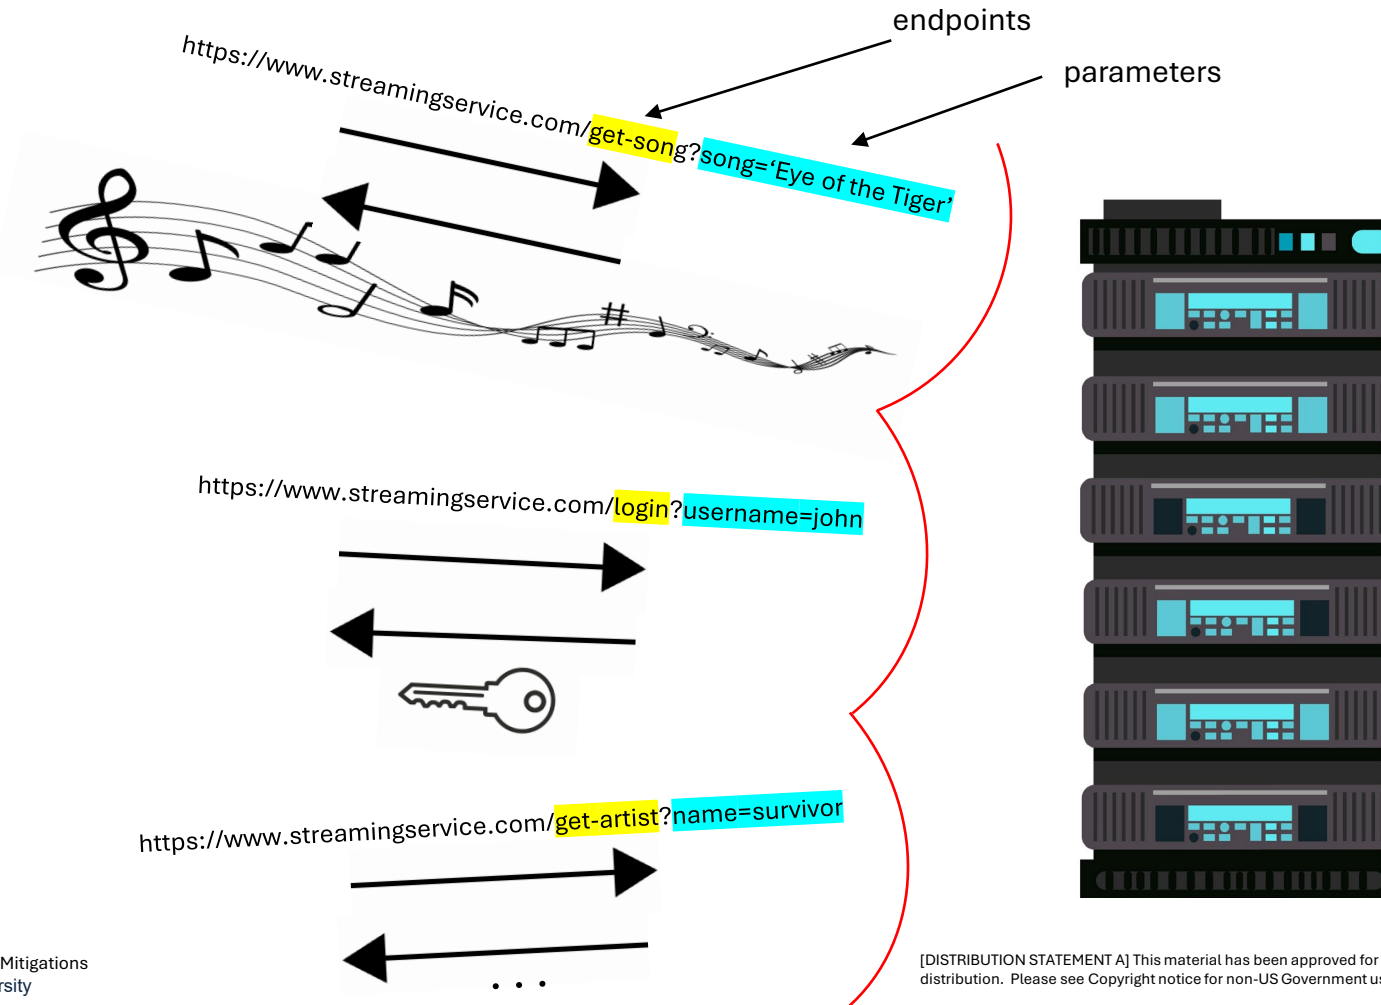 endpoints
parameters
https://www.streamingservice.com/get-song?song=‘Eye of the Tiger’
https://www.streamingservice.com/login?username=john
https://www.streamingservice.com/get-artist?name=survivor
. . .
Mitigations
rsity
[DISTRIBUTION STATEMENT A] This material has been approved for
distribution. Please see Copyright notice for non-US Government us